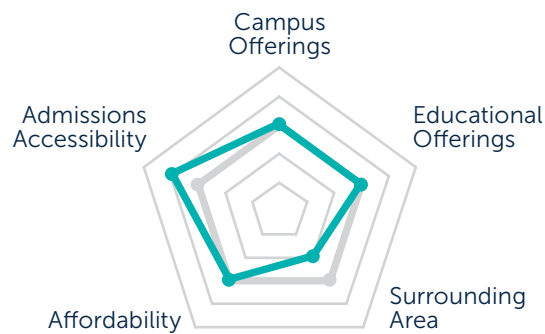 Campus
Offerings
Admissions
Accessibility
Educational
Offerings
Affordability
Surrounding
Area